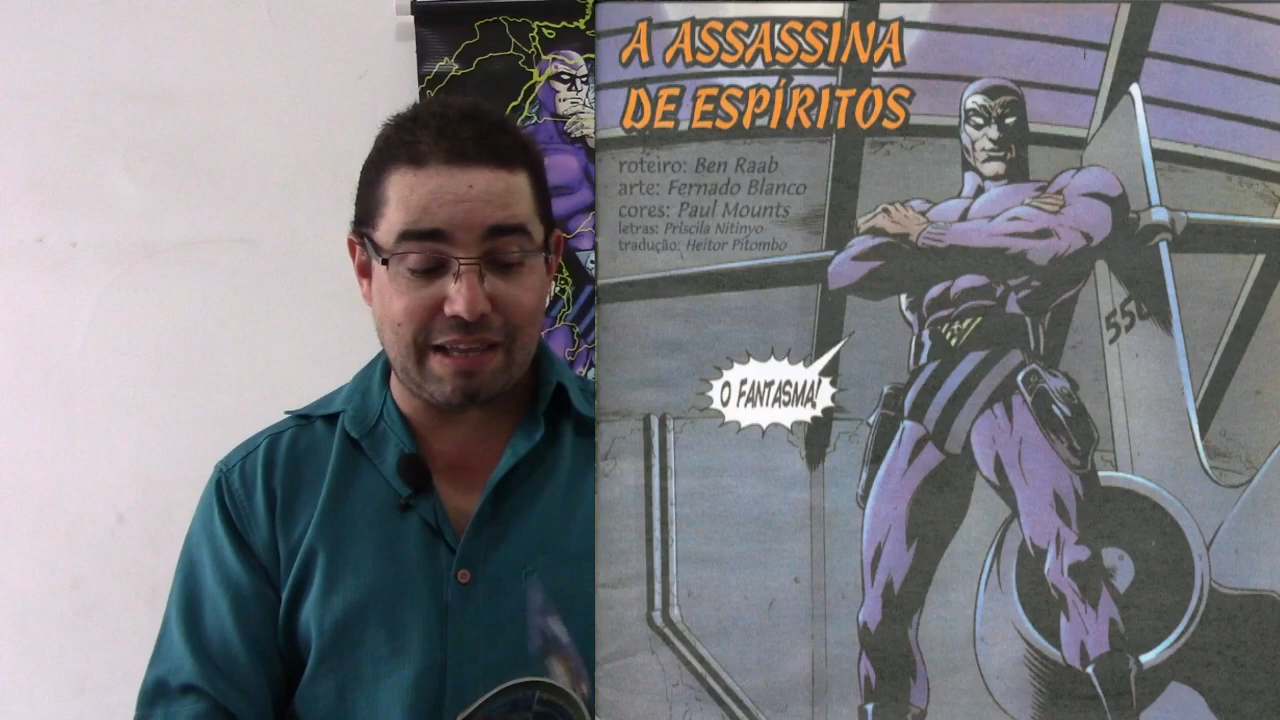 A ASSASSINA
DE ESPÍRITOS
roteiro: Ben Raab
arte: Fernado Blanco
cores: Paul Mounts
letras: Priscila Nitinyo
tradução: Heitor Pitombo
O FANTASMA!
550